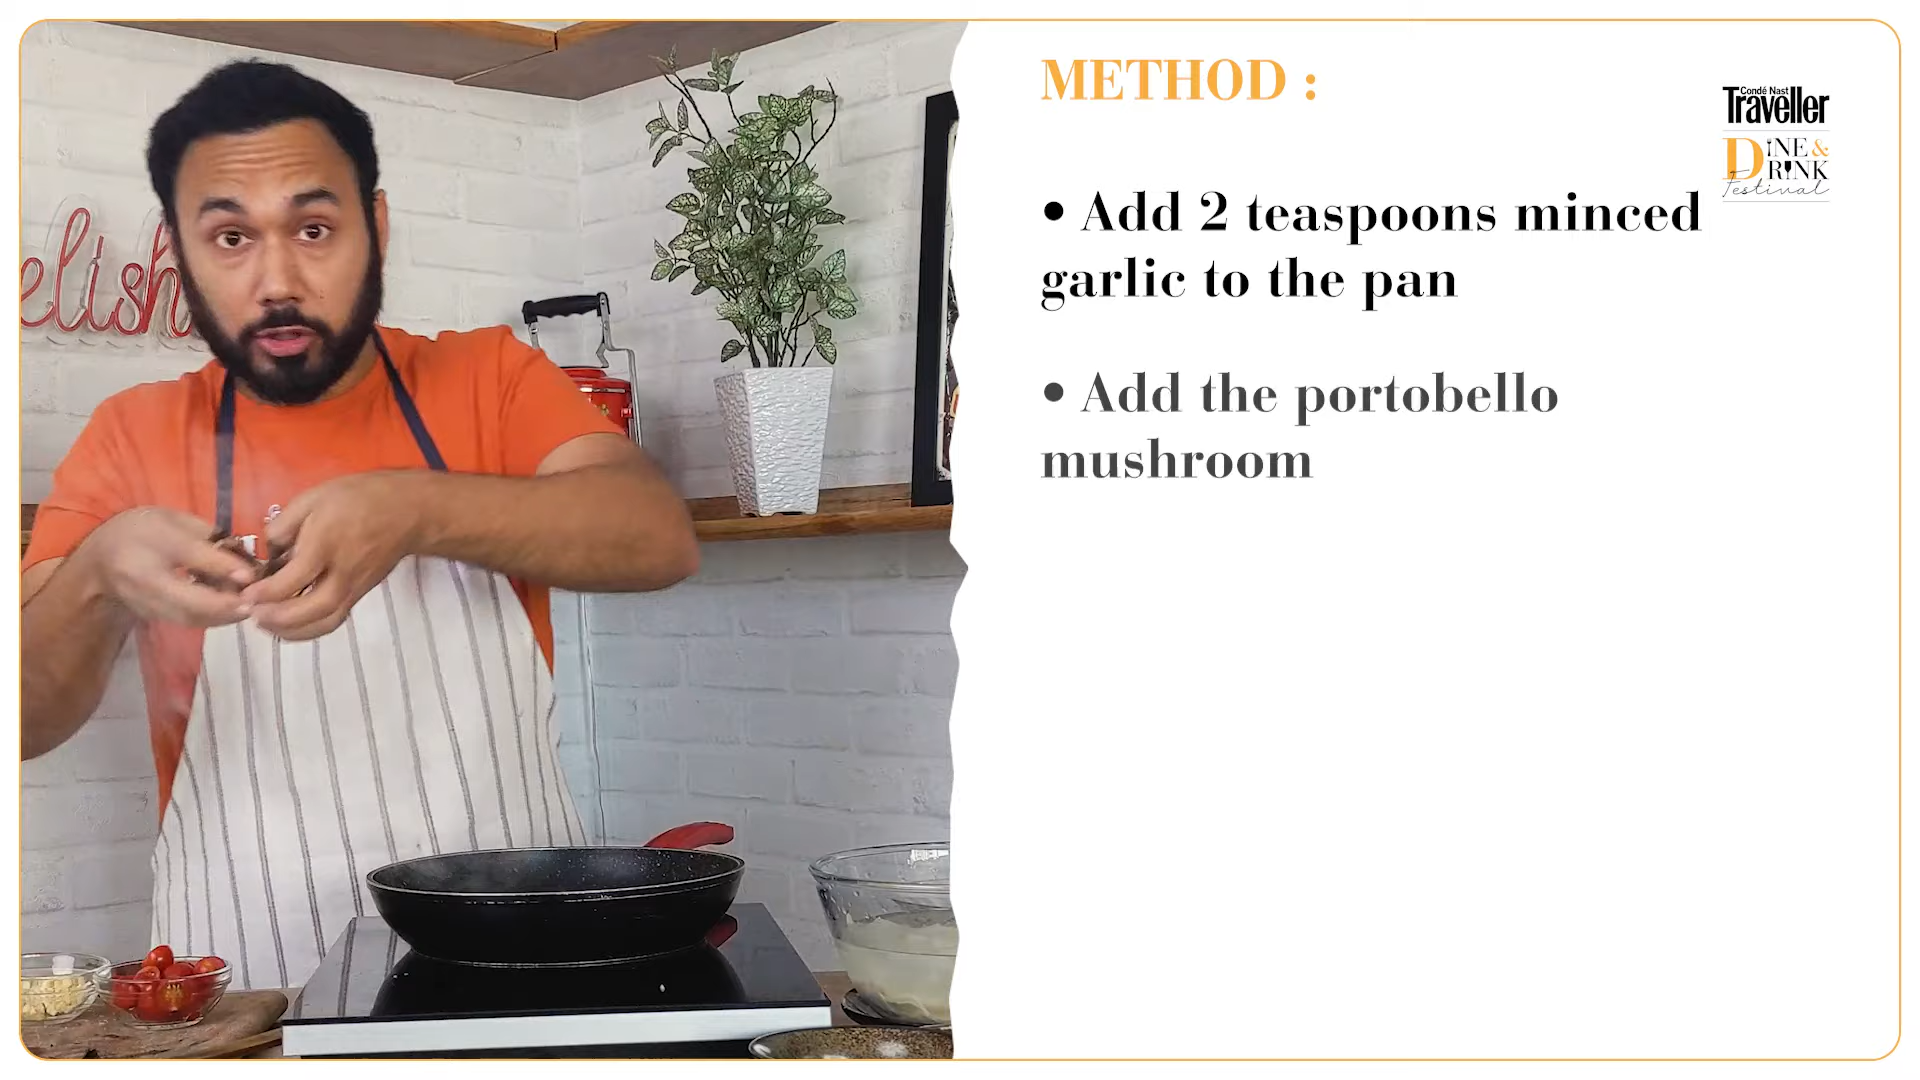 METHOD :
Condé Nast
Traveller
DINE &
DRINK
Festival
• Add 2 teaspoons minced
garlic to the pan
• Add the portobello
mushroom
elish